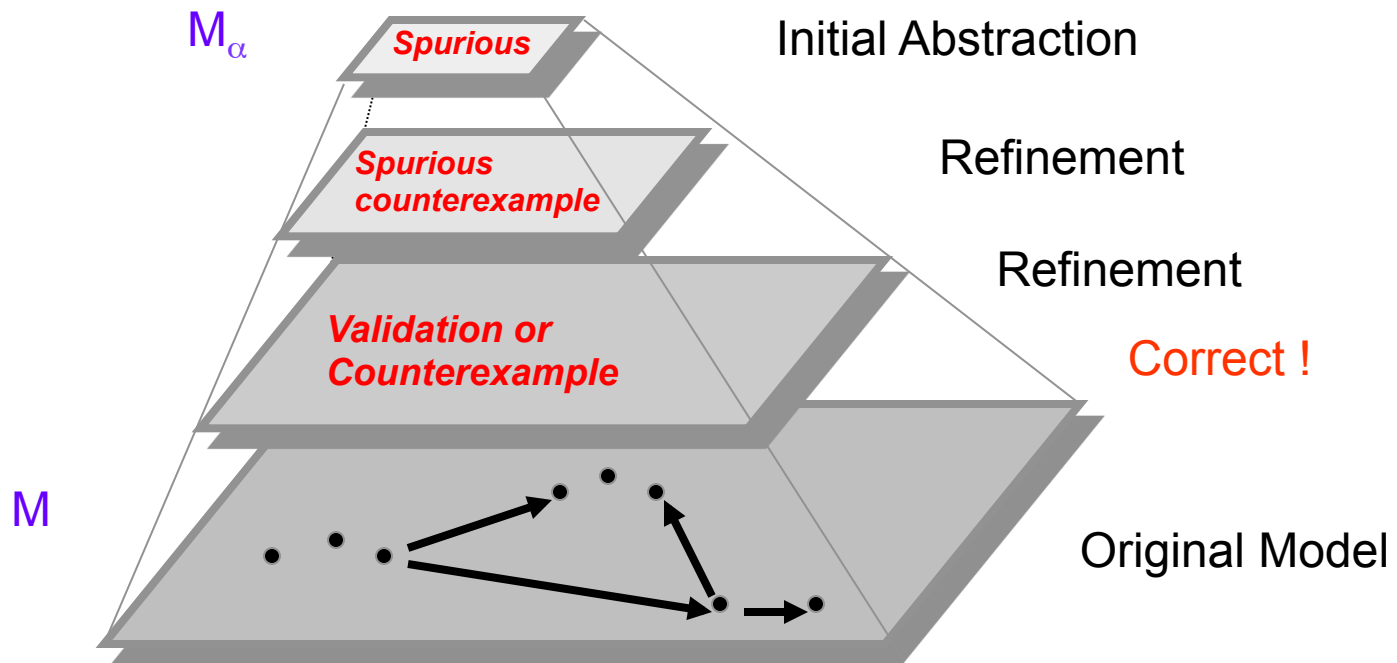 Mα
Spurious
Initial Abstraction
Spurious
counterexample
Refinement
Refinement
Validation or
Counterexample
Correct !
M
Original Model